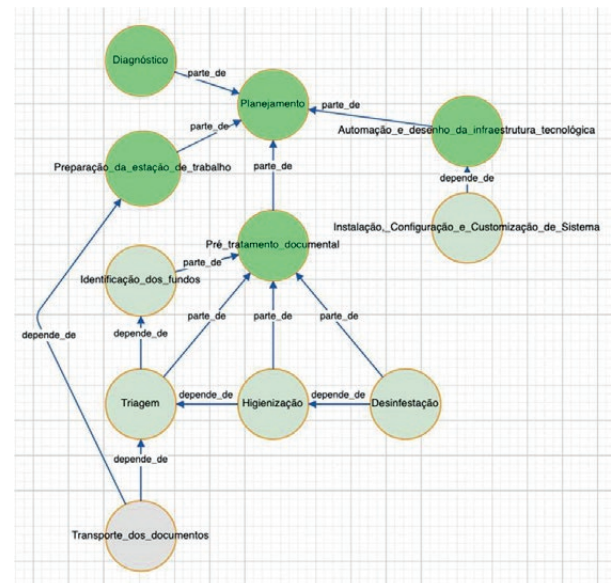 Diagnóstico
parte_de
Planejamento
parte_de
Automação_e_desenho_da_infraestrutura_tecnológica
parte_de
Preparação_da_estação_de_trabalho
parte_de
depende_de
Instalação,_Configuração_e_Customização_de_Sistema
Pré_tratamento_documental
parte_de
Identificação_dos_fundos
parte_de
parte_de
parte_de
depende_de
depende_de
Triagem
depende_de
Higienização
depende_de
Desinfestação
depende_de
Transporte_dos_documentos